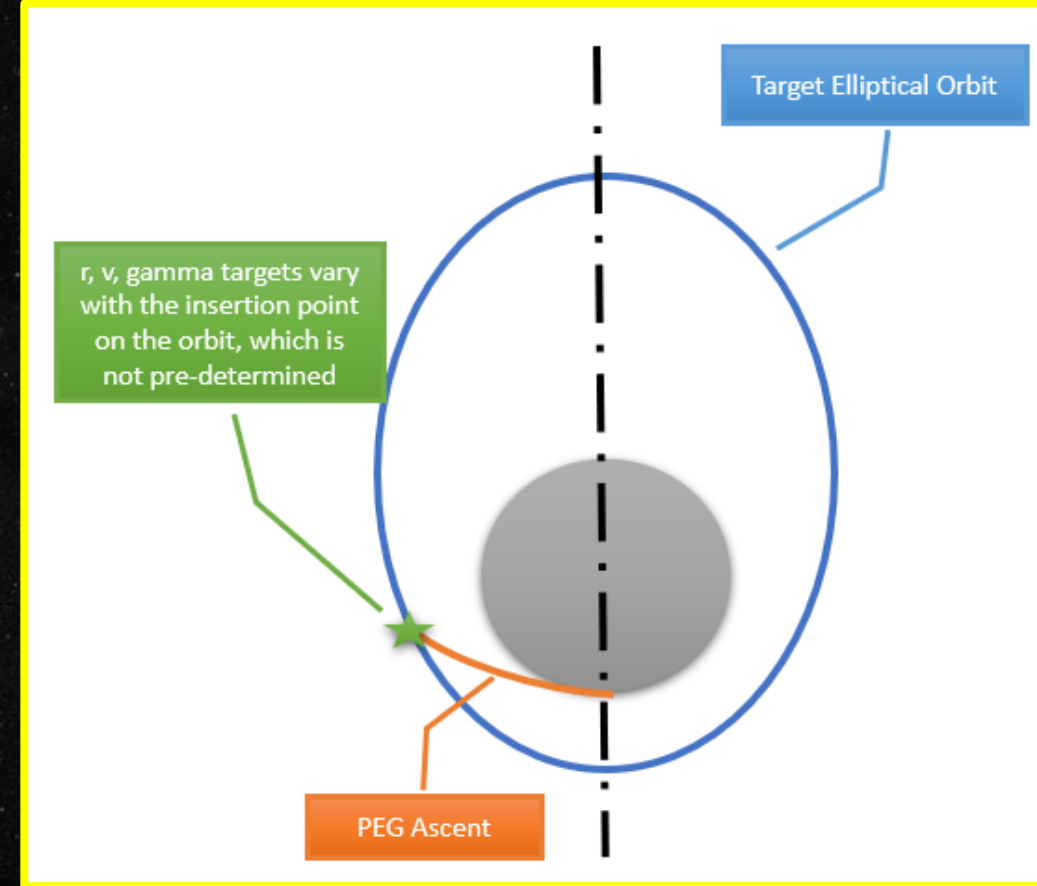 Target Elliptical Orbit
r, v, gamma targets vary
with the insertion point
on the orbit, which is
not pre-determined
PEG Ascent